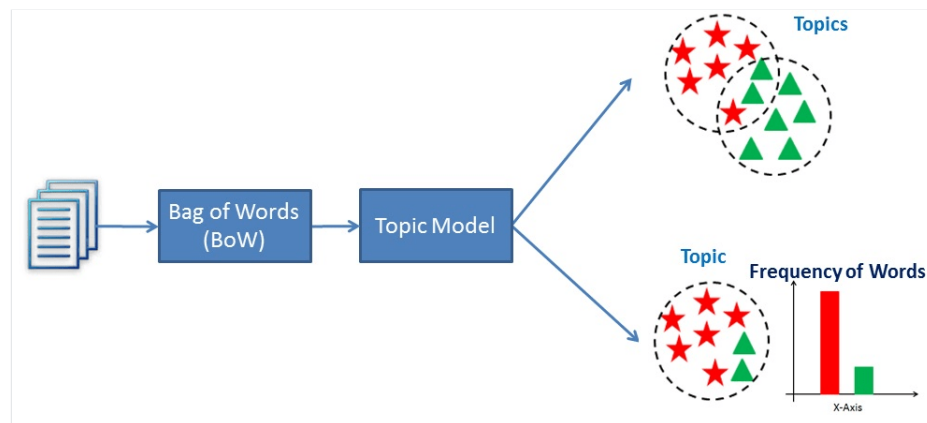 Topics
Bag of Words
(BoW)
Topic Model
Topic
Frequency of Words
X-Axis